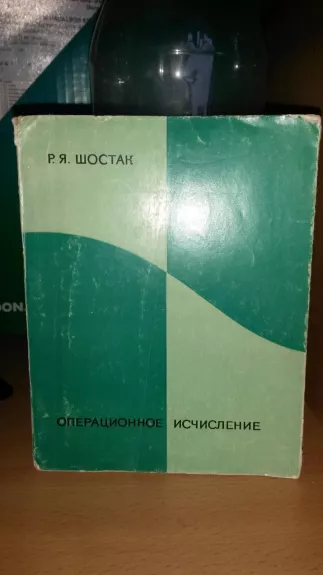 Р. Я. ШОСТАК
ОПЕРАЦИОННОЕ ИСЧИСЛЕНИЕ